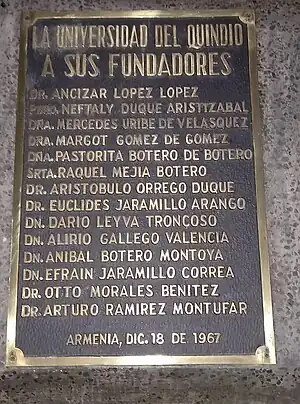 LA UNIVERSIDAD DEL QUINDIO
A SUS FUNDADORES
DR. ANCIZAR LOPEZ LOPEZ
PBRO. NEFTALY DUQUE ARISTIZABAL
DRA. MERCEDES URIBE DE VELASQUEZ
DRA. MARGOT GOMEZ DE GOMEZ
DÑA. PASTORITA BOTERO DE BOTERO
SRTA. RAQUEL MEJIA BOTERO
DR. ARISTOBULO ORREGO DUQUE
DR. EUCLIDES JARAMILLO ARANGO
DN. DARIO LEYVA TRONCOSO
DN. ALIRIO GALLEGO VALENCIA
DN. ANIBAL BOTERO MONTOYA
DN. EFRAIN JARAMILLO CORREA
DR. OTTO MORALES BENITEZ
DR. ARTURO RAMIREZ MONTUFAR
ARMENIA, DIC. 18 DE 1967